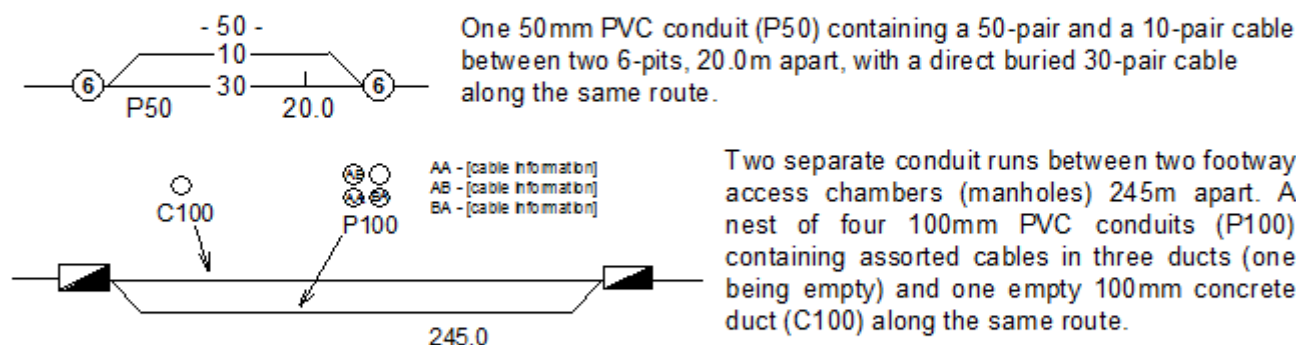 - 50 -
10
6 30 6
P50 20.0
One 50mm PVC conduit (P50) containing a 50-pair and a 10-pair cable
between two 6-pits, 20.0m apart, with a direct buried 30-pair cable
along the same route.
AB
AA BA
C100
P100
AA - [cable information]
AB - [cable information]
BA - [cable information]
245.0
Two separate conduit runs between two footway
access chambers (manholes) 245m apart. A
nest of four 100mm PVC conduits (P100)
containing assorted cables in three ducts (one
being empty) and one empty 100mm concrete
duct (C100) along the same route.